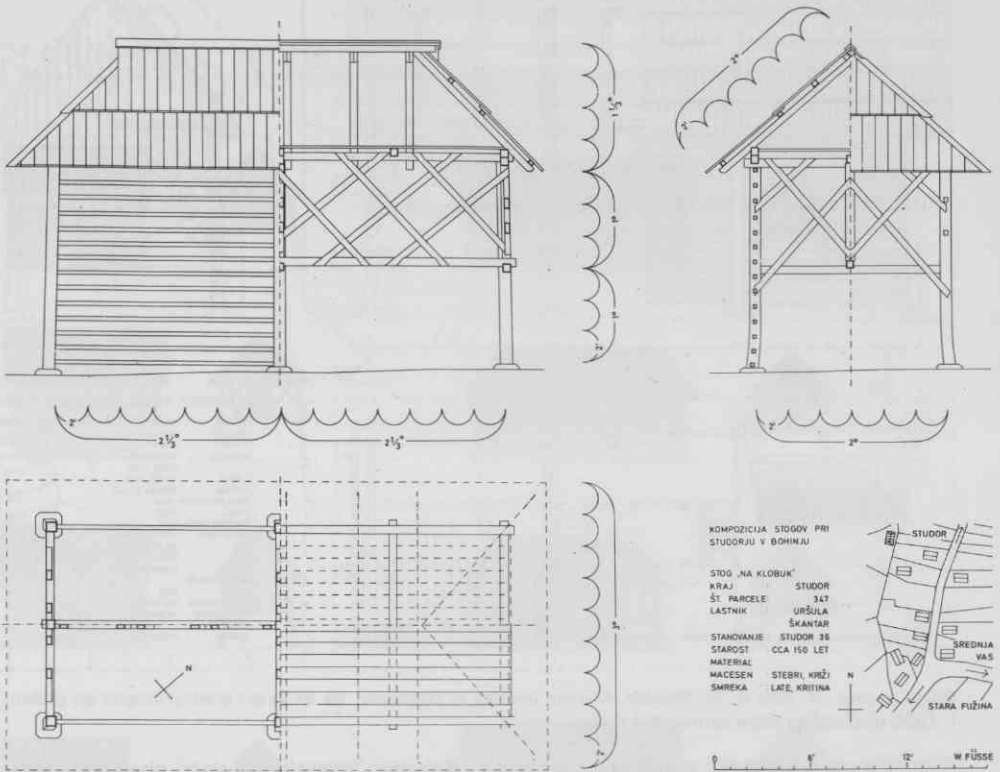 2°
2'
1 1/3°
1°
1°
2'
2'
2 1/3°
2 1/3°
2'
2°
2°
2'
N
KOMPOZICIJA STOGOV PRI
STUDORJU V BOHINJU
STOG „NA KLOBUK"
KRAJ STUDOR
ŠT. PARCELE 347
LASTNIK URŠULA
ŠKANTAR
STANOVANJE STUDOR 36
STAROST CCA 150 LET
MATERIAL
MACESEN STEBRI, KRIŽI
SMREKA LATE, KRITINA
N
STUDOR
SREDNJA
VAS
STARA FUŽINA
0 6' 12' W. FÜSSE